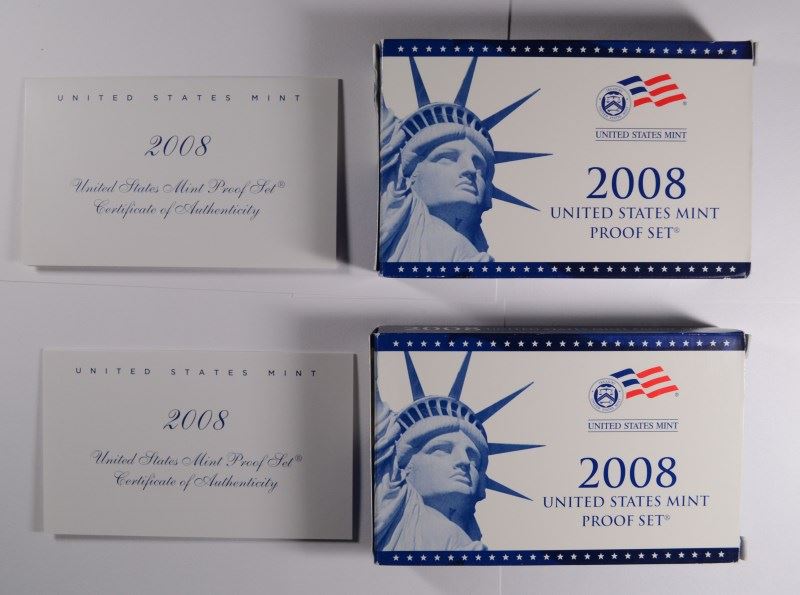 UNITED STATES MINT
2008
United States Mint Proof Set®
Certificate of Authenticity
UNITED STATES MINT
2008
UNITED STATES MINT
PROOF SET®
UNITED STATES MINT
2008
United States Mint Proof Set®
Certificate of Authenticity
2008
UNITED STATES MINT
2008
UNITED STATES MINT
PROOF SET®